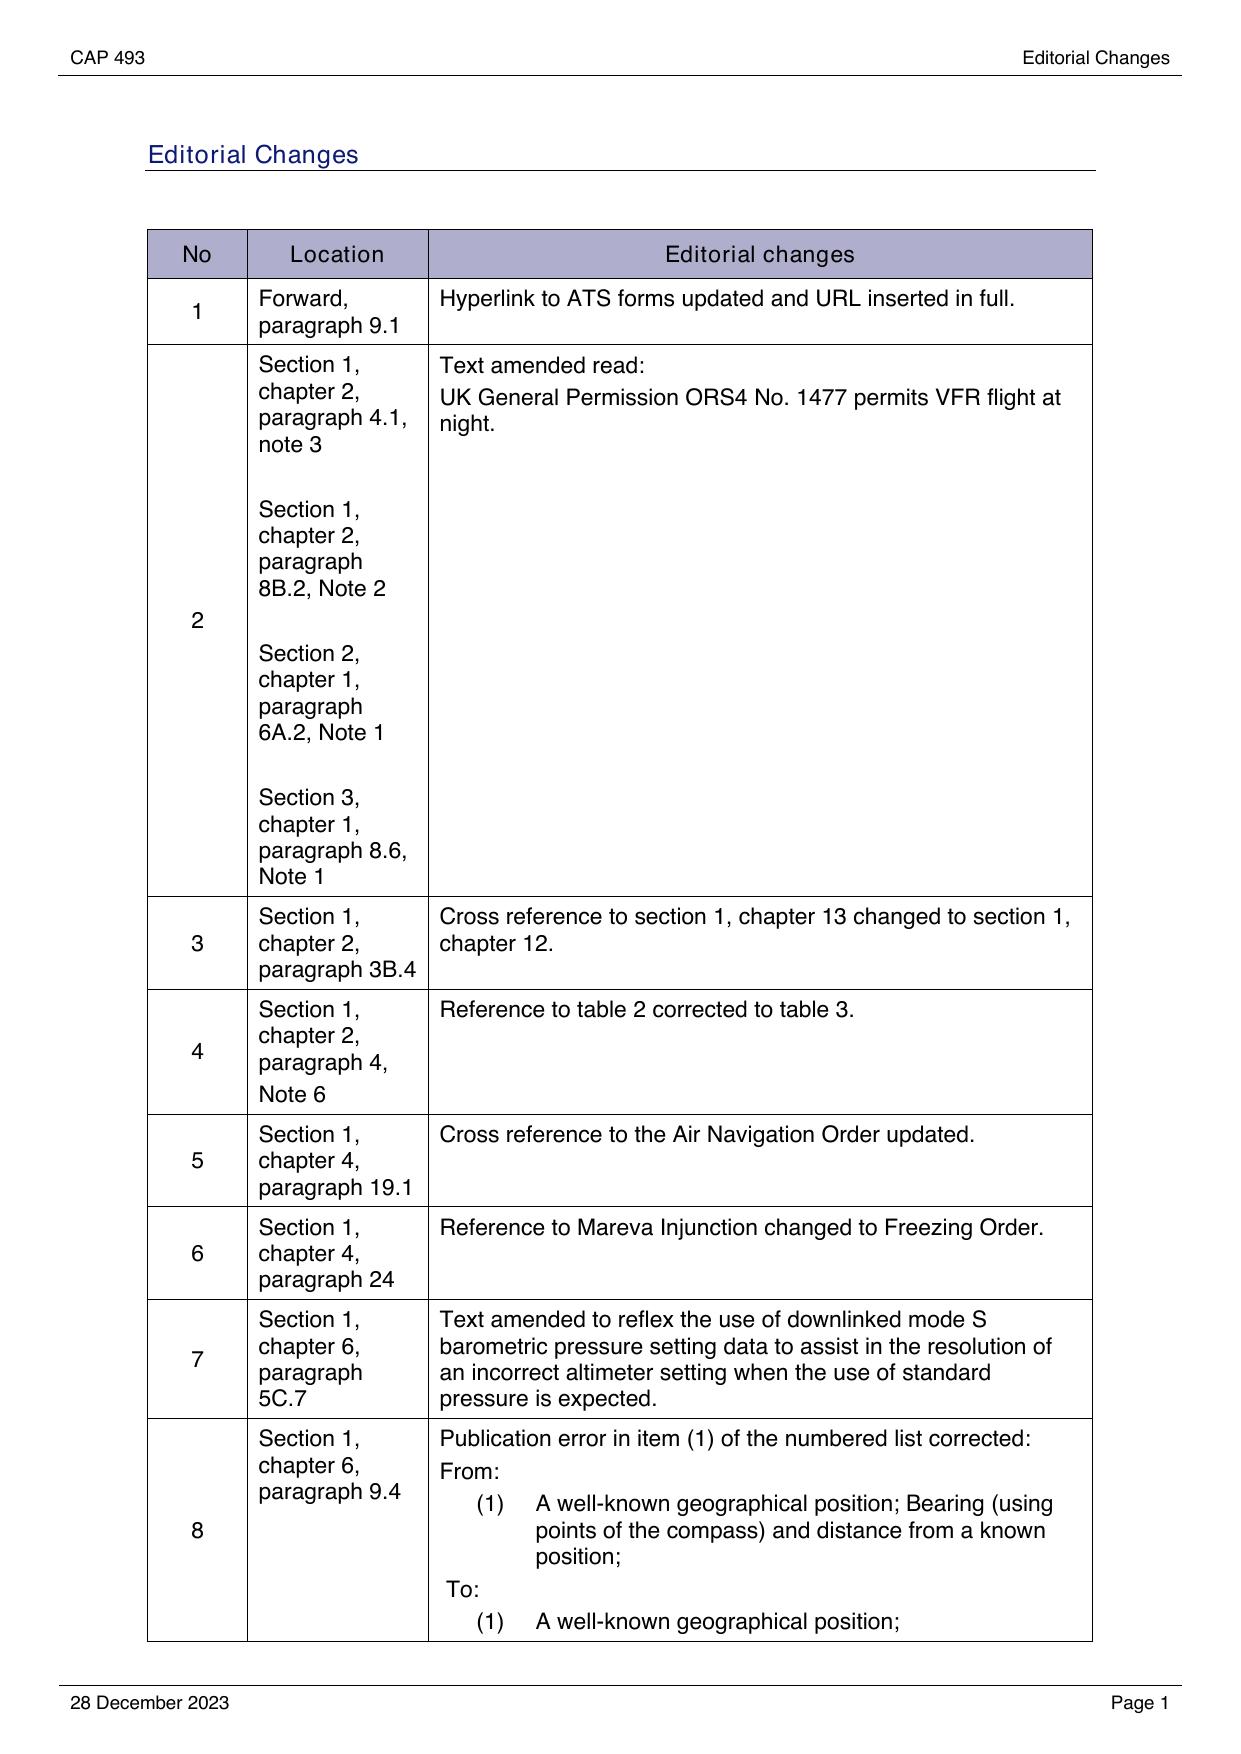 CAP 493
Editorial Changes
Editorial Changes
No
Location
Editorial changes
1
Forward,
paragraph 9.1
Hyperlink to ATS forms updated and URL inserted in full.
2
Section 1,
chapter 2,
paragraph 4.1,
note 3
Section 1,
chapter 2,
paragraph
8B.2, Note 2
Section 2,
chapter 1,
paragraph
6A.2, Note 1
Section 3,
chapter 1,
paragraph 8.6,
Note 1
Text amended read:
UK General Permission ORS4 No. 1477 permits VFR flight at
night.
3
Section 1,
chapter 2,
paragraph 3B.4
Cross reference to section 1, chapter 13 changed to section 1,
chapter 12.
4
Section 1,
chapter 2,
paragraph 4,
Note 6
Reference to table 2 corrected to table 3.
5
Section 1,
chapter 4,
paragraph 19.1
Cross reference to the Air Navigation Order updated.
6
Section 1,
chapter 4,
paragraph 24
Reference to Mareva Injunction changed to Freezing Order.
7
Section 1,
chapter 6,
paragraph
5C.7
Text amended to reflex the use of downlinked mode S
barometric pressure setting data to assist in the resolution of
an incorrect altimeter setting when the use of standard
pressure is expected.
8
Section 1,
chapter 6,
paragraph 9.4
Publication error in item (1) of the numbered list corrected:
From:
(1) A well-known geographical position; Bearing (using
points of the compass) and distance from a known
position;
To:
(1) A well-known geographical position;
28 December 2023
Page 1